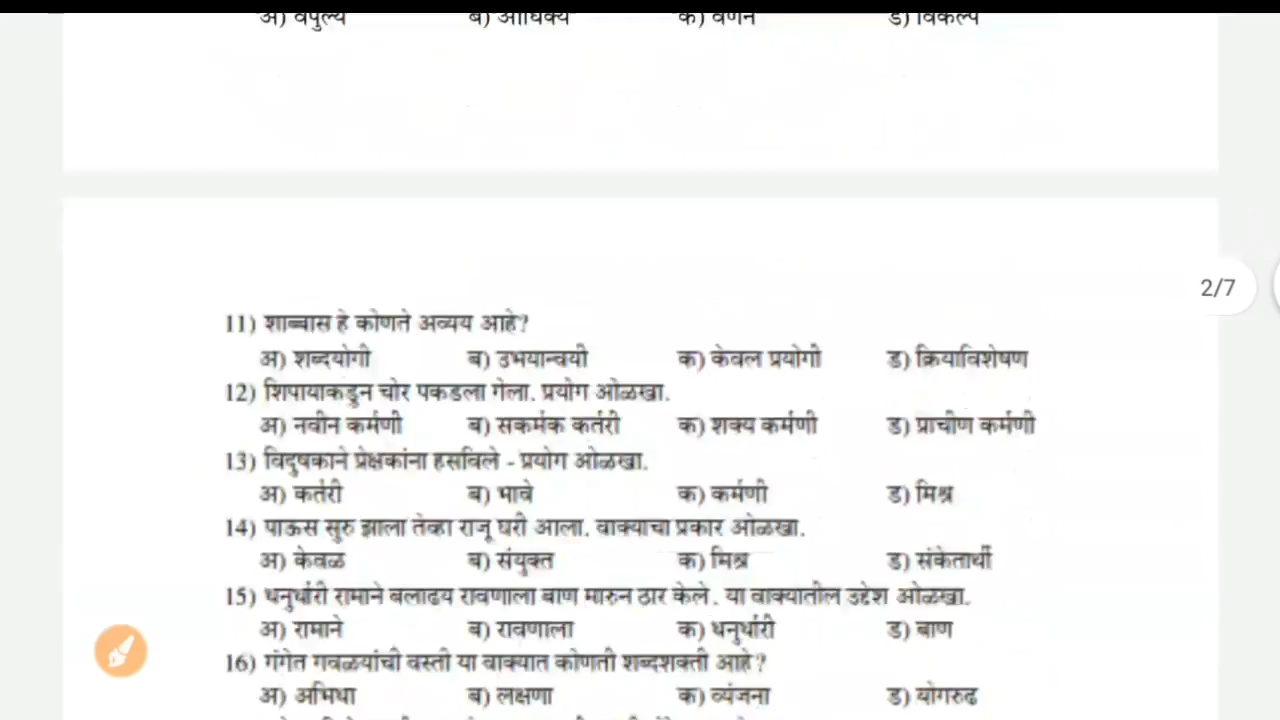 अ) वैपुल्य ब) आधिक्य क) वर्णन ड) विकल्प
2/7
11) शाब्बास हे कोणते अव्यय आहे?
अ) शब्दयोगी ब) उभयान्वयी क) केवल प्रयोगी ड) क्रियाविशेषण
12) शिपायाकडुन चोर पकडला गेला. प्रयोग ओळखा.
अ) नवीन कर्मणी ब) सकर्मक कर्तरी क) शक्य कर्मणी ड) प्राचीण कर्मणी
13) विदुषकाने प्रेक्षकांना हसविले - प्रयोग ओळखा.
अ) कर्तरी ब) भावे क) कर्मणी ड) मिश्र
14) पाऊस सुरु झाला तेव्हा राजू घरी आला. वाक्याचा प्रकार ओळखा.
अ) केवळ ब) संयुक्त क) मिश्र ड) संकेतार्थी
15) धनुर्धारी रामाने बलाढय रावणाला बाण मारुन ठार केले. या वाक्यातील उद्देश ओळखा.
अ) रामाने ब) रावणाला क) धनुर्धारी ड) बाण
16) गंगेत गवळयांची वस्ती या वाक्यात कोणती शब्दशक्ती आहे?
अ) अभिधा ब) लक्षणा क) व्यंजना ड) योगरुढ